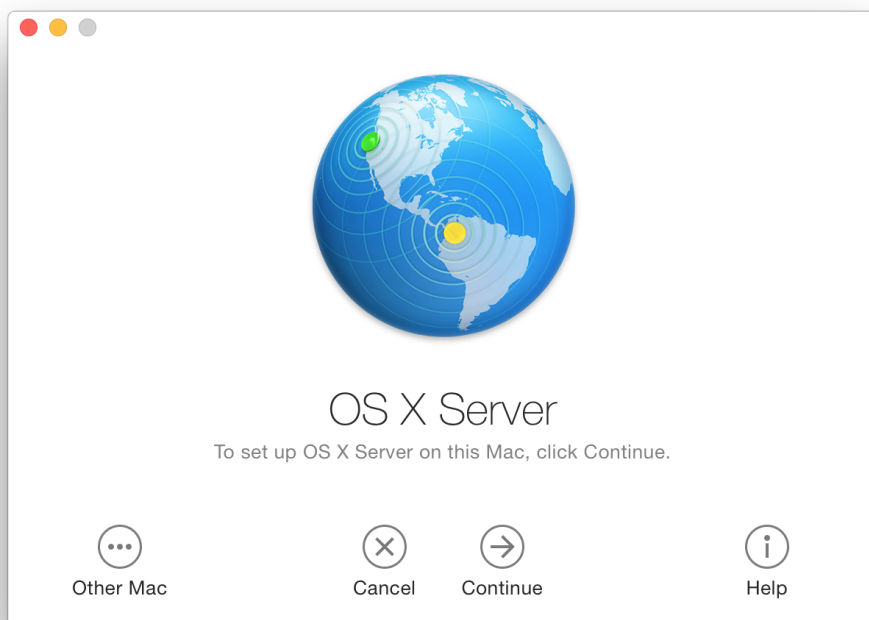 OS X Server
To set up OS X Server on this Mac, click Continue.
Other Mac Cancel Continue Help